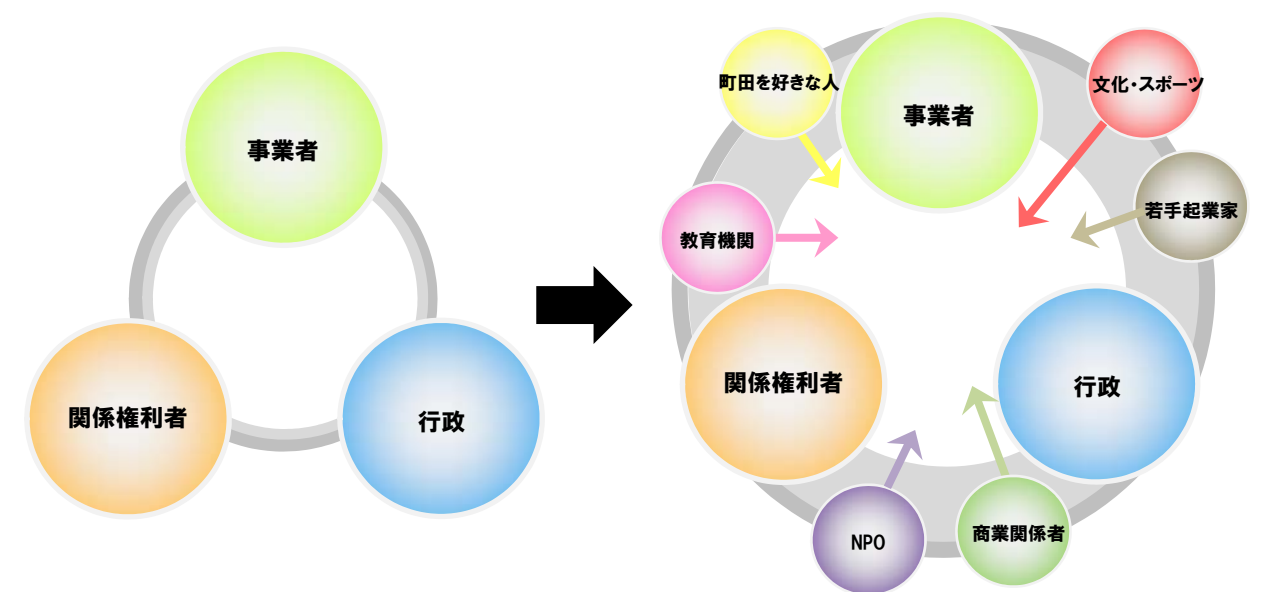 事業者
関係権利者
行政
町田を好きな人
事業者
文化・スポーツ
若手起業家
教育機関
関係権利者
行政
NPO
商業関係者